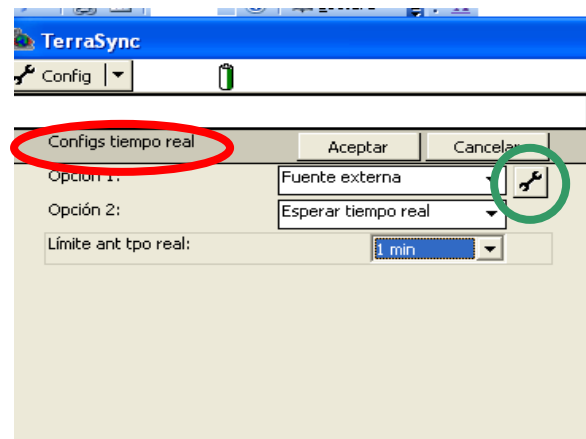 TerraSync
Config
Configs tiempo real Aceptar Cancelar
Opción 1: Fuente externa
Opción 2: Esperar tiempo real
Límite ant tpo real: 1 min